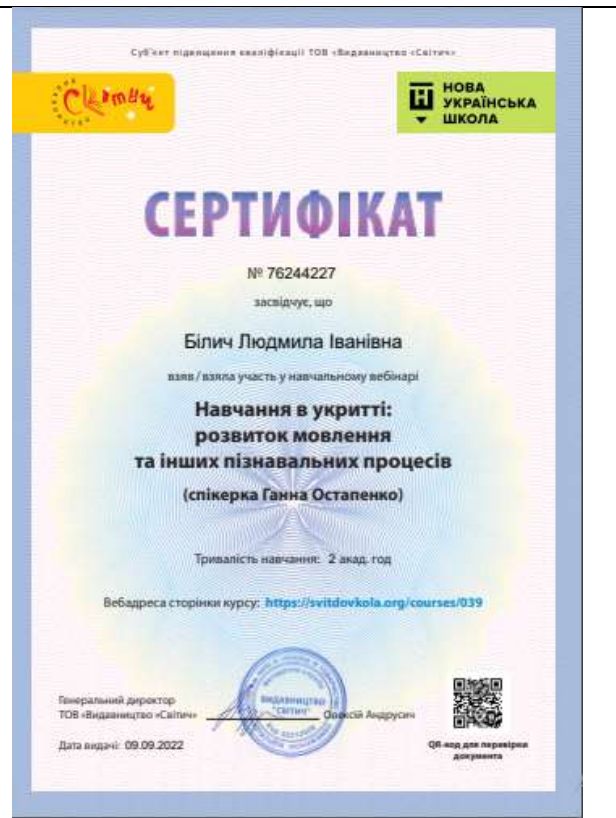 Суб'єкт підвищення кваліфікації ТОВ «Видавництво «Світич»
Світич
НОВА
УКРАЇНСЬКА
ШКОЛА
СЕРТИФІКАТ
№ 76244227
засвідчує, що
Білич Людмила Іванівна
взяв/взяла участь у навчальному вебінарі
Навчання в укритті:
розвиток мовлення
та інших пізнавальних процесів
(спікерка Ганна Остапенко)
Тривалість навчання: 2 акад. год
Вебадреса сторінки курсу: https://svitdovkola.org/courses/039
Генеральний директор
ТОВ «Видавництво «Світич»
Олексій Андрусич
ВИДАВНИЦТВО
"СВІТИЧ"
Дата видачі: 09.09.2022
QR-код для перевірки
документа